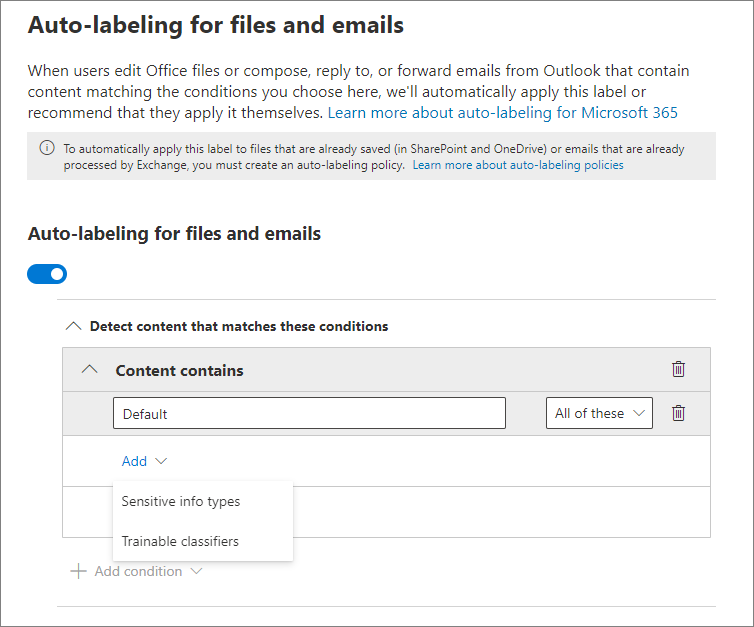 Auto-labeling for files and emails
When users edit Office files or compose, reply to, or forward emails from Outlook that contain
content matching the conditions you choose here, we'll automatically apply this label or
recommend that they apply it themselves. Learn more about auto-labeling for Microsoft 365
To automatically apply this label to files that are already saved (in SharePoint and OneDrive) or emails that are already
processed by Exchange, you must create an auto-labeling policy. Learn more about auto-labeling policies
Auto-labeling for files and emails
Detect content that matches these conditions
Content contains
Default All of these
Add
Sensitive info types
Trainable classifiers
Add condition